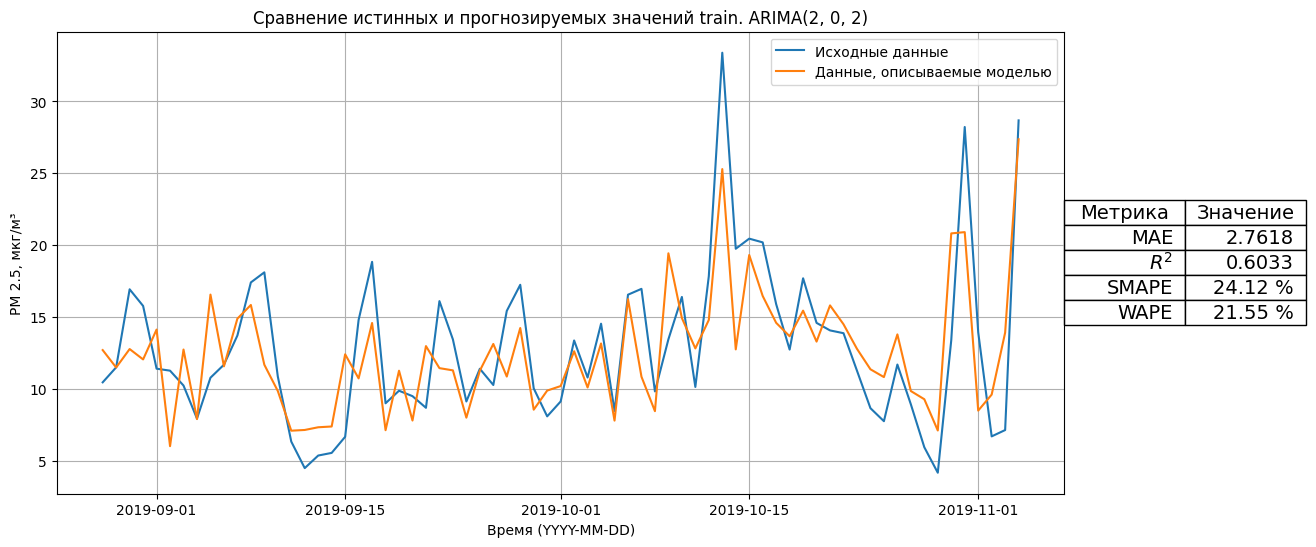 Сравнение истинных и прогнозируемых значений train. ARIMA(2, 0, 2)
Исходные данные
Данные, описываемые моделью
PM 2.5, мкг/м³
30
25
20
15
10
5
2019-09-01 2019-09-15 2019-10-01 2019-10-15 2019-11-01
Время (YYYY-MM-DD)
Метрика Значение
MAE 2.7618
R² 0.6033
SMAPE 24.12 %
WAPE 21.55 %